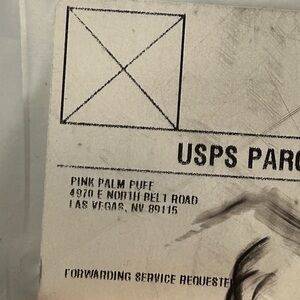 USPS PARC
PINK PALM PUFF
4970 E NORTH BELT ROAD
LAS VEGAS, NV 89115
FORWARDING SERVICE REQUESTE